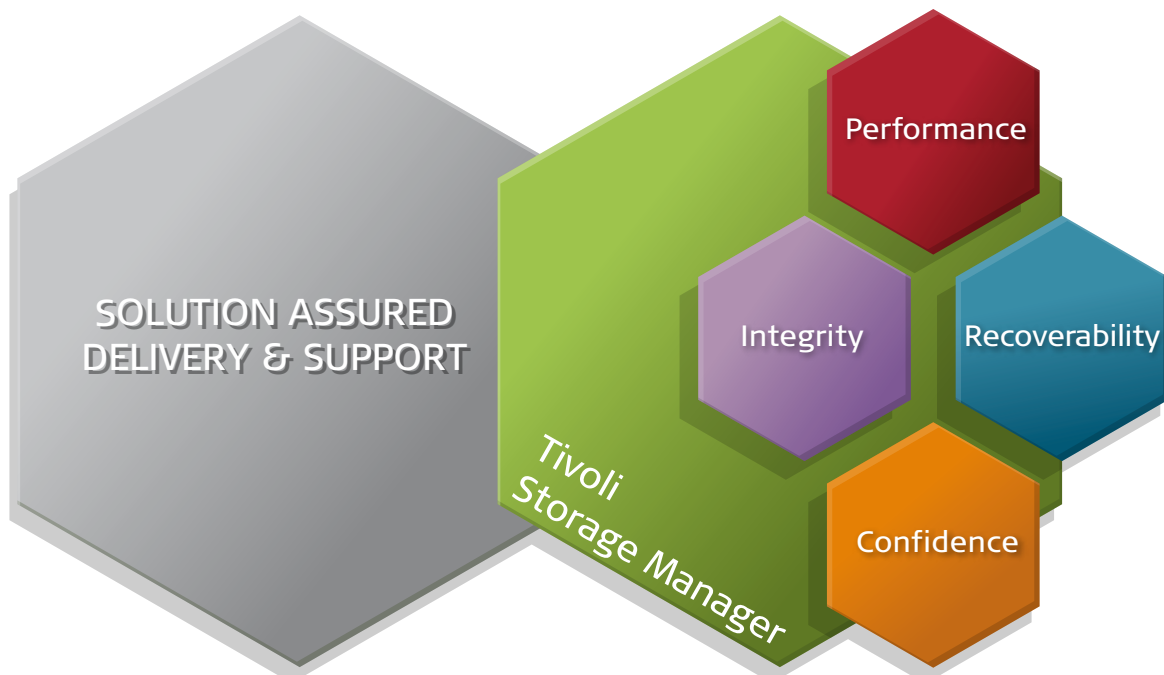 SOLUTION ASSURED
DELIVERY & SUPPORT
Tivoli
Storage Manager
Performance
Integrity
Recoverability
Confidence